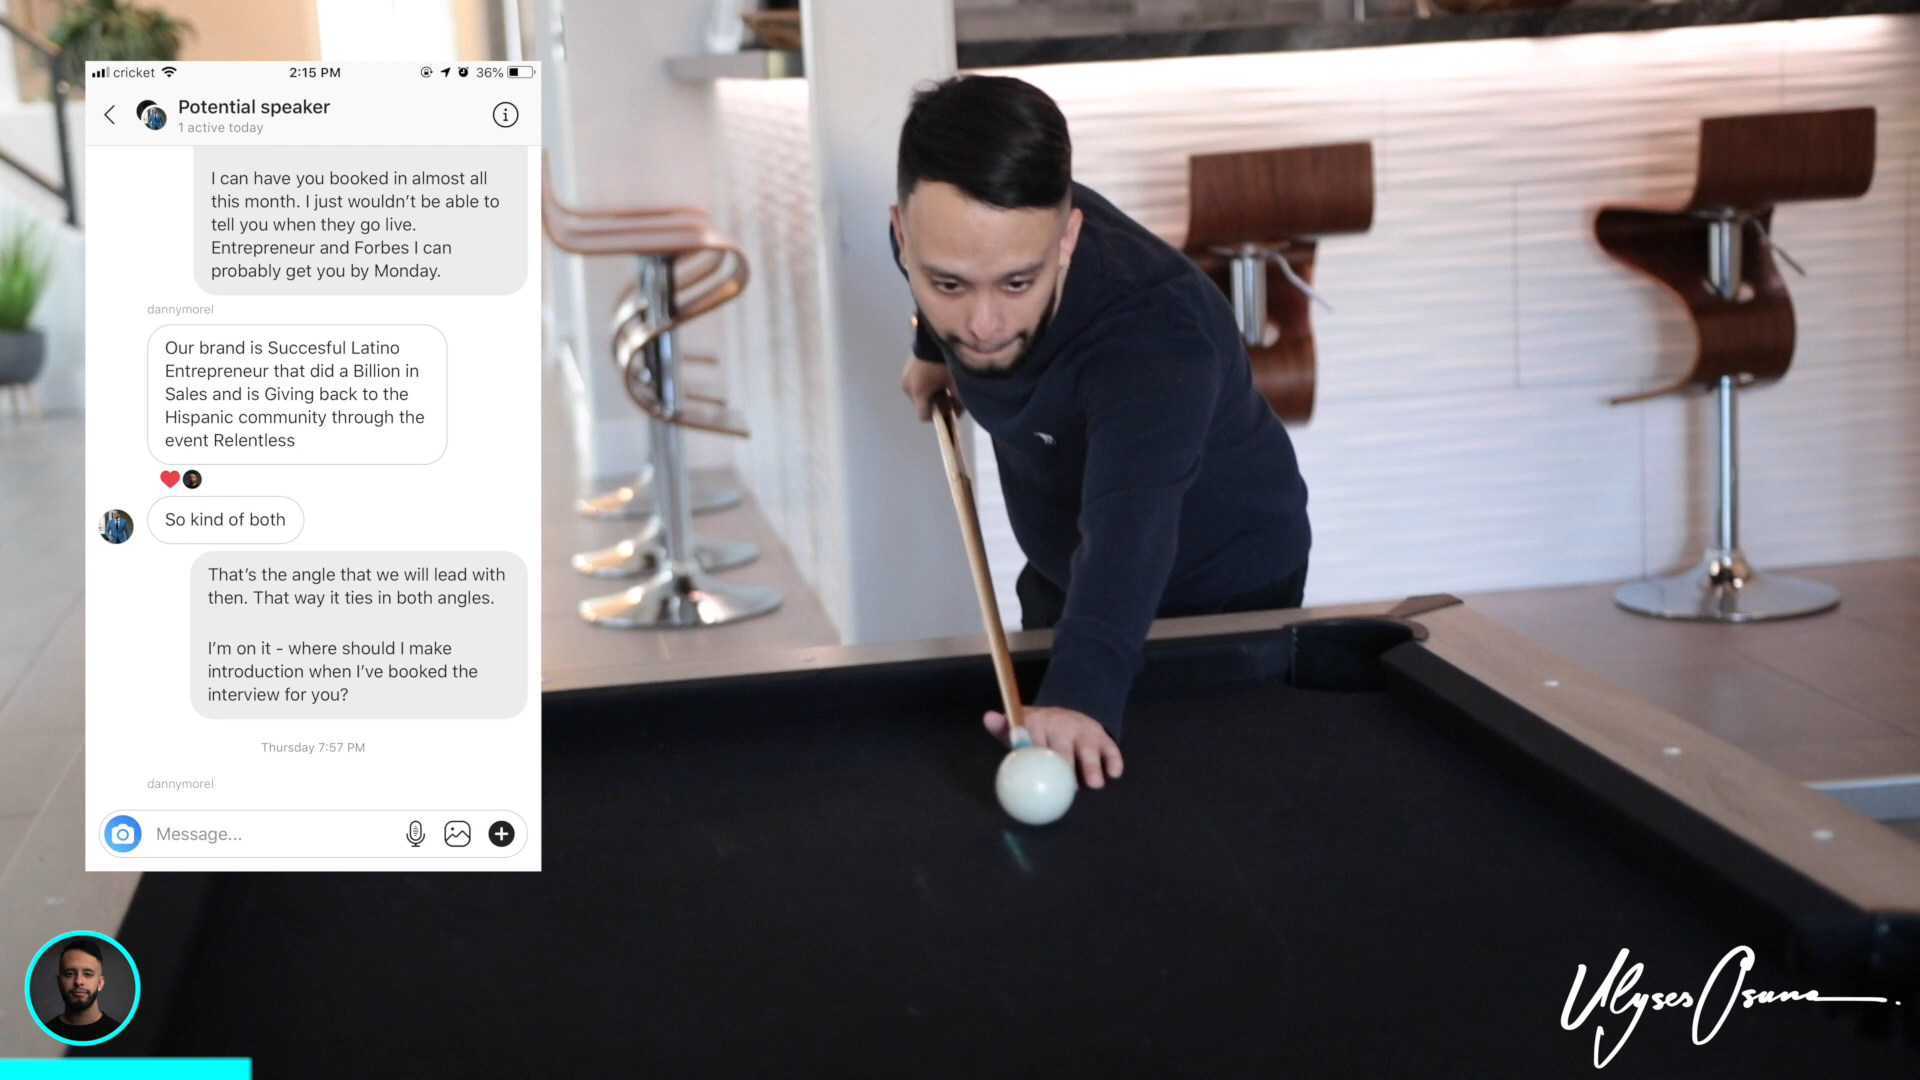 cricket
2:15 PM
36%
Potential speaker
1 active today
I can have you booked in almost all
this month. I just wouldn't be able to
tell you when they go live.
Entrepreneur and Forbes I can
probably get you by Monday.
dannymorel
Our brand is Succesful Latino
Entrepreneur that did a Billion in
Sales and is Giving back to the
Hispanic community through the
event Relentless
So kind of both
That's the angle that we will lead with
then. That way it ties in both angles.
I'm on it - where should I make
introduction when I've booked the
interview for you?
Thursday 7:57 PM
dannymorel
Message...
Ulyses Osuna